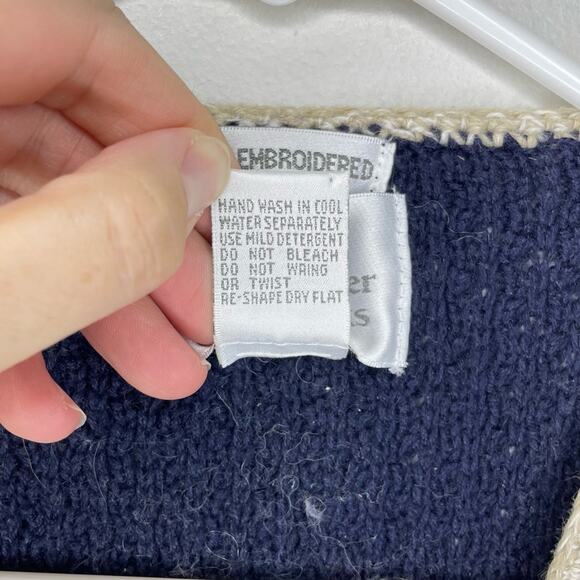 EMBROIDERED
HAND WASH IN COOL
WATER SEPARATELY
USE MILD DETERGENT
DO NOT BLEACH
DO NOT WRING
OR TWIST
RE-SHAPE DRY FLAT